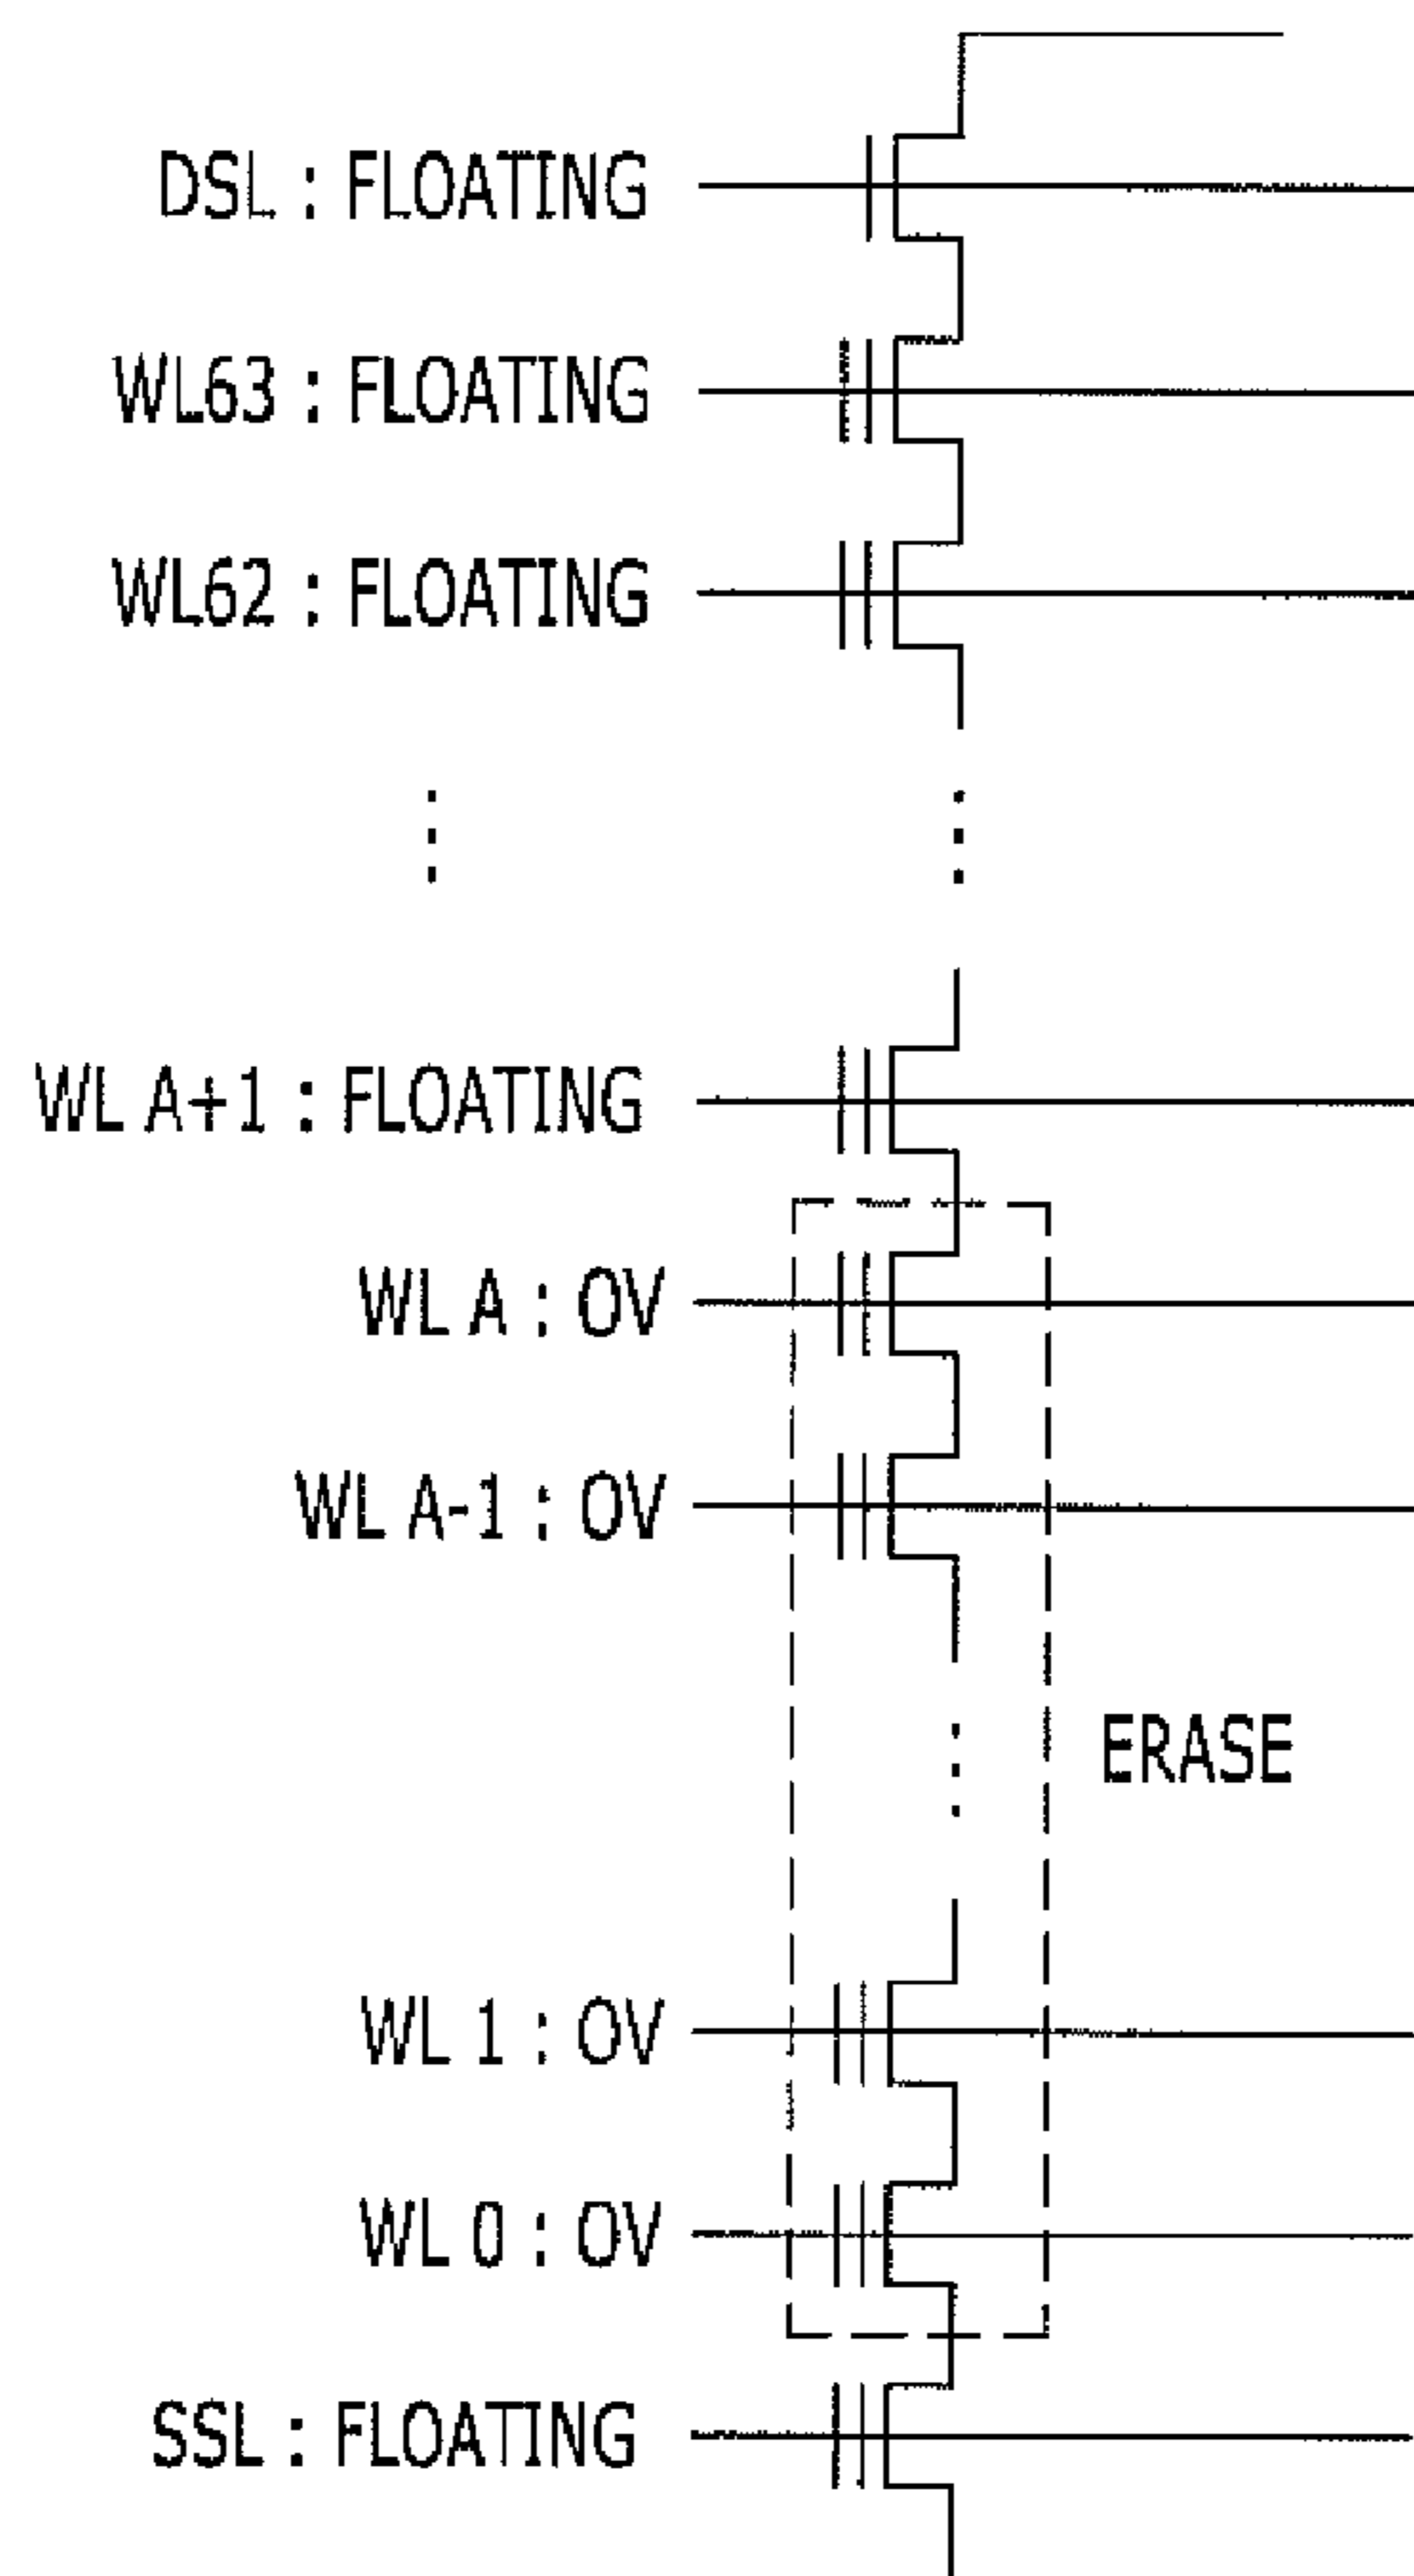 DSL : FLOATING
WL63 : FLOATING
WL62 : FLOATING
WL A+1 : FLOATING
WL A : 0V
WL A-1 : 0V
ERASE
WL 1 : 0V
WL 0 : 0V
SSL : FLOATING